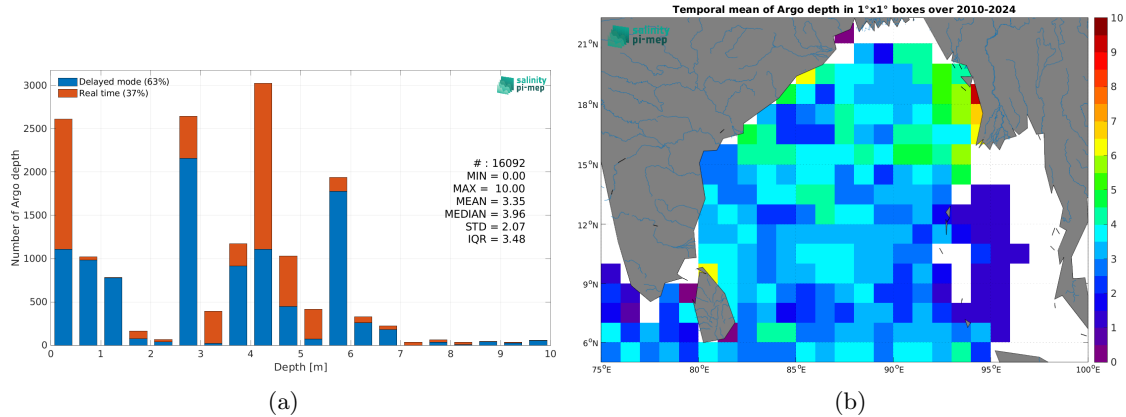 Delayed mode (63%)
Real time (37%)
salinity
pi-mep
Number of Argo depth
3000
2500
2000
1500
1000
500
0
# : 16092
MIN = 0.00
MAX = 10.00
MEAN = 3.35
MEDIAN = 3.96
STD = 2.07
IQR = 3.48
0 1 2 3 4 5 6 7 8 9 10
Depth [m]
(a)
Temporal mean of Argo depth in 1°x1° boxes over 2010-2024
salinity
pi-mep
21°N
18°N
15°N
12°N
9°N
6°N
75°E 80°E 85°E 90°E 95°E 100°E
10
9
8
7
6
5
4
3
2
1
0
(b)